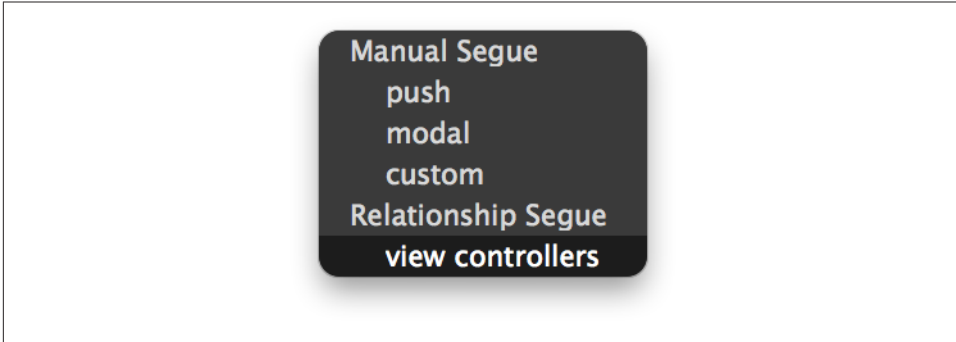 Manual Segue
push
modal
custom
Relationship Segue
view controllers